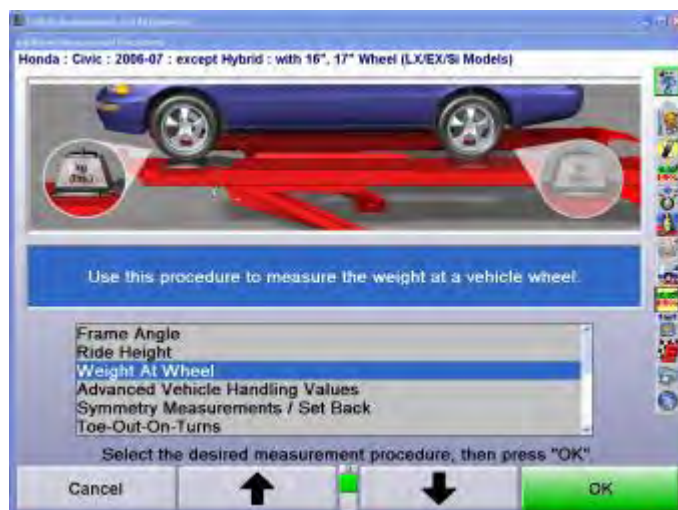 Honda : Civic : 2006-07 : except Hybrid : with 16", 17" Wheel (LX/EX/Si Models)
kg
(lbs.)
Use this procedure to measure the weight at a vehicle wheel.
Frame Angle
Ride Height
Weight At Wheel
Advanced Vehicle Handling Values
Symmetry Measurements / Set Back
Toe-Out-On-Turns
Select the desired measurement procedure, then press "OK".
Cancel
OK